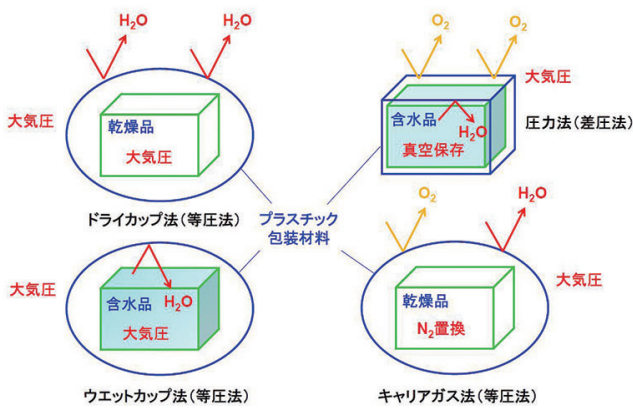 H₂O
H₂O
大気圧
乾燥品
大気圧
ドライカップ法(等圧法)
O₂
O₂
大気圧
含水品
H₂O
真空保存
圧力法(差圧法)
プラスチック
包装材料
大気圧
含水品
H₂O
大気圧
ウエットカップ法(等圧法)
O₂
H₂O
大気圧
乾燥品
N₂置換
キャリアガス法(等圧法)